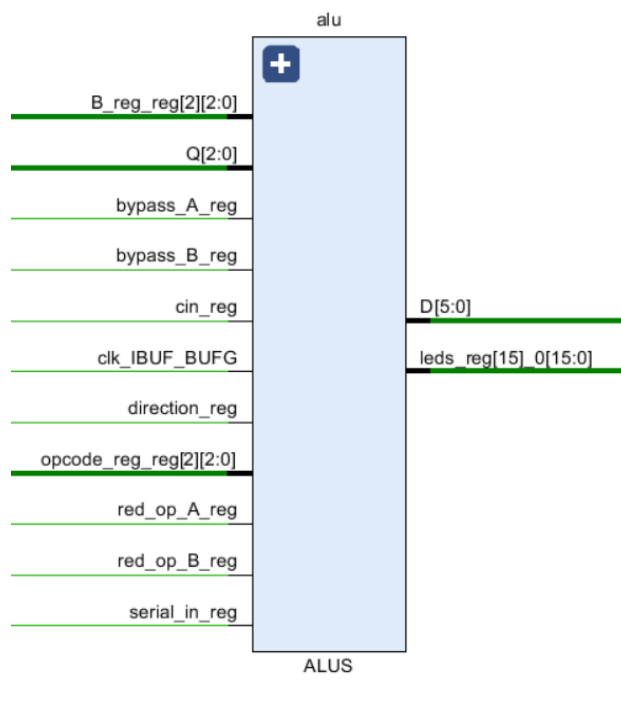 alu
B_reg_reg[2][2:0]
Q[2:0]
bypass_A_reg
bypass_B_reg
cin_reg
D[5:0]
clk_IBUF_BUFG
leds_reg[15]_0[15:0]
direction_reg
opcode_reg_reg[2][2:0]
red_op_A_reg
red_op_B_reg
serial_in_reg
ALUS